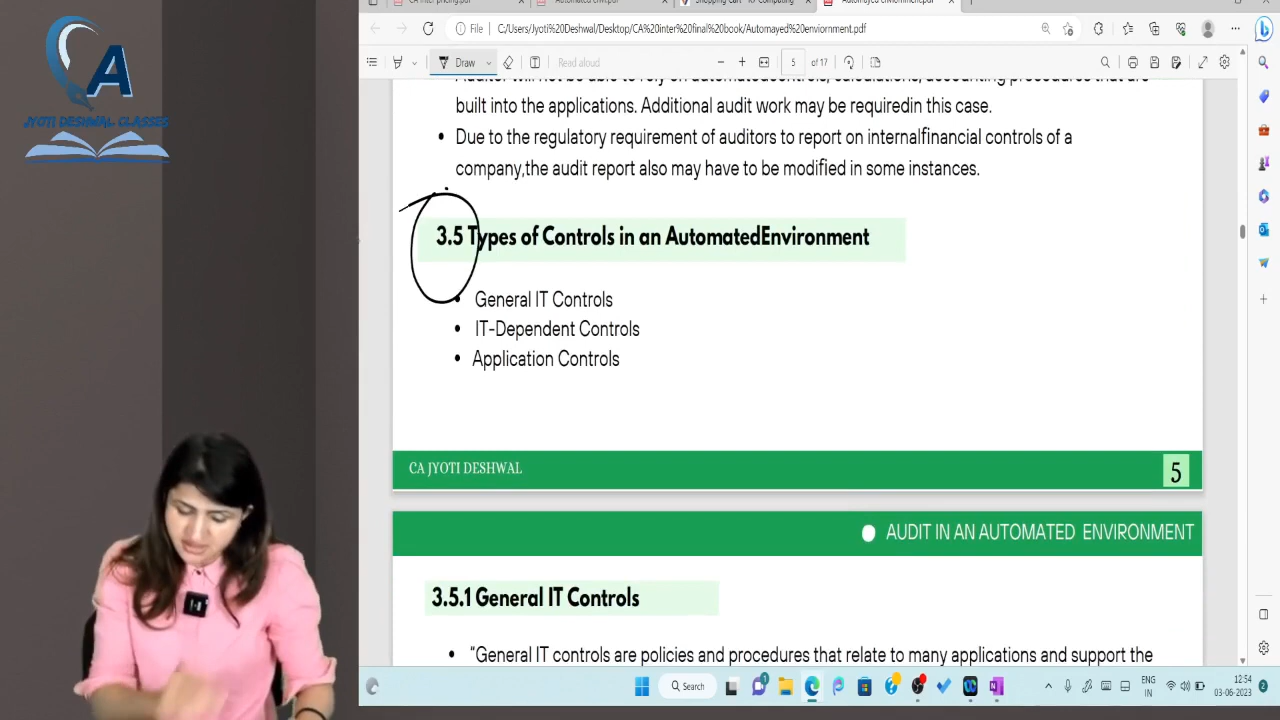 CA
JYOTI DESHWAL CLASSES
File
C:/Users/Jyoti Deshwal/Desktop/CA%20inter%20final%20book/Automayed%20enviornment.pdf
Draw
Read aloud
5
of 17
built into the applications. Additional audit work may be requiredin this case.
• Due to the regulatory requirement of auditors to report on internalfinancial controls of a
company,the audit report also may have to be modified in some instances.
3.5 Types of Controls in an AutomatedEnvironment
• General IT Controls
• IT-Dependent Controls
• Application Controls
CA JYOTI DESHWAL
5
AUDIT IN AN AUTOMATED ENVIRONMENT
3.5.1 General IT Controls
• "General IT controls are policies and procedures that relate to many applications and support the
Search
ENG
IN
12:54
03-06-2023